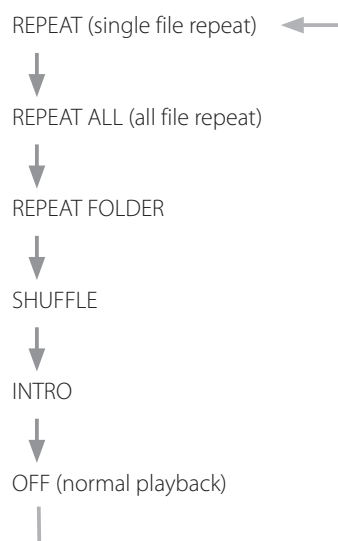 REPEAT (single file repeat)
REPEAT ALL (all file repeat)
REPEAT FOLDER
SHUFFLE
INTRO
OFF (normal playback)